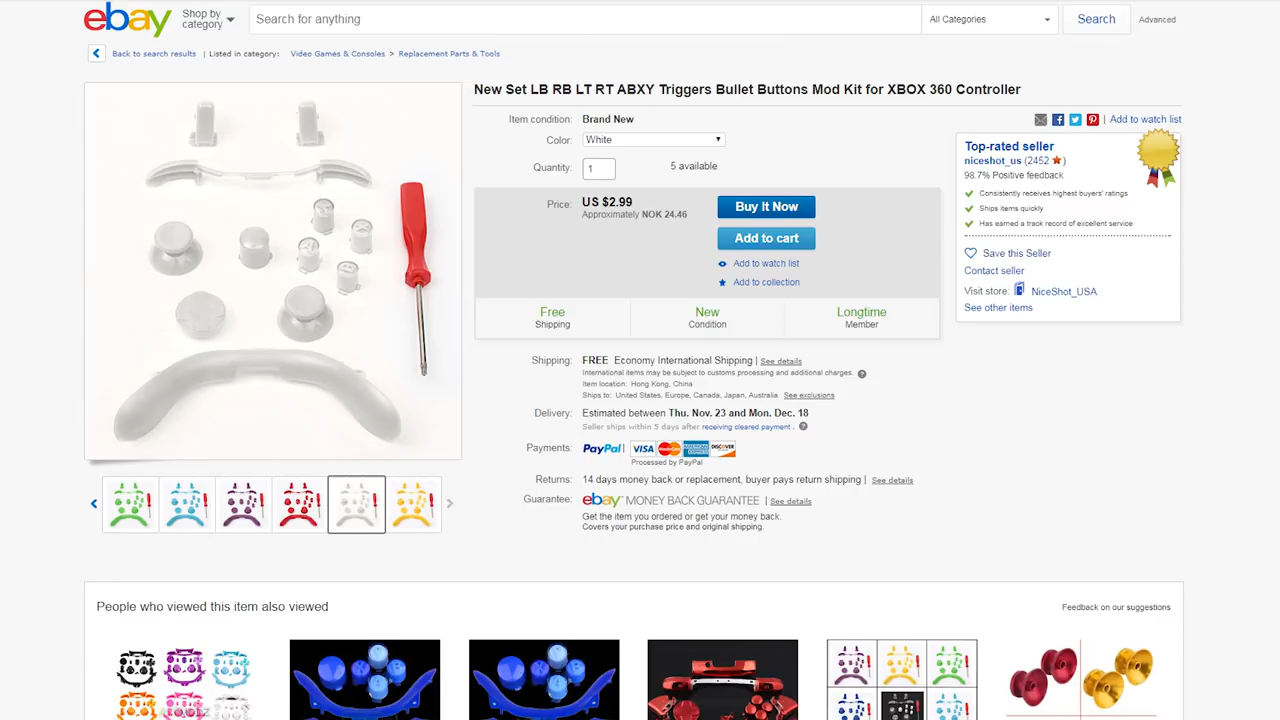 ebay
Shop by
category
Search for anything
All Categories
Search
Advanced
Back to search results | Listed in category: Video Games & Consoles > Replacement Parts & Tools
New Set LB RB LT RT ABXY Triggers Bullet Buttons Mod Kit for XBOX 360 Controller
Item condition: Brand New
Color: White
Quantity: 1 5 available
Price: US $2.99
Approximately NOK 24.46
Buy It Now
Add to cart
Add to watch list
Add to collection
Free
Shipping
New
Condition
Longtime
Member
| Add to watch list
Top-rated seller
niceshot_us (2452 )
98.7% Positive feedback
Consistently receives highest buyers' ratings
Ships items quickly
Has earned a track record of excellent service
Save this Seller
Contact seller
Visit store: NiceShot_USA
See other items
Shipping: FREE Economy International Shipping | See details
International items may be subject to customs processing and additional charges. ?
Item location: Hong Kong, China
Ships to: United States, Europe, Canada, Japan, Australia See exclusions
Delivery: Estimated between Thu. Nov. 23 and Mon. Dec. 18
Seller ships within 5 days after receiving cleared payment . ?
Payments: PayPal | VISA MasterCard AMERICAN EXPRESS DISCOVER
Processed by PayPal
Returns: 14 days money back or replacement, buyer pays return shipping | See details
Guarantee: ebay MONEY BACK GUARANTEE | See details
Get the item you ordered or get your money back.
Covers your purchase price and original shipping.
People who viewed this item also viewed
Feedback on our suggestions